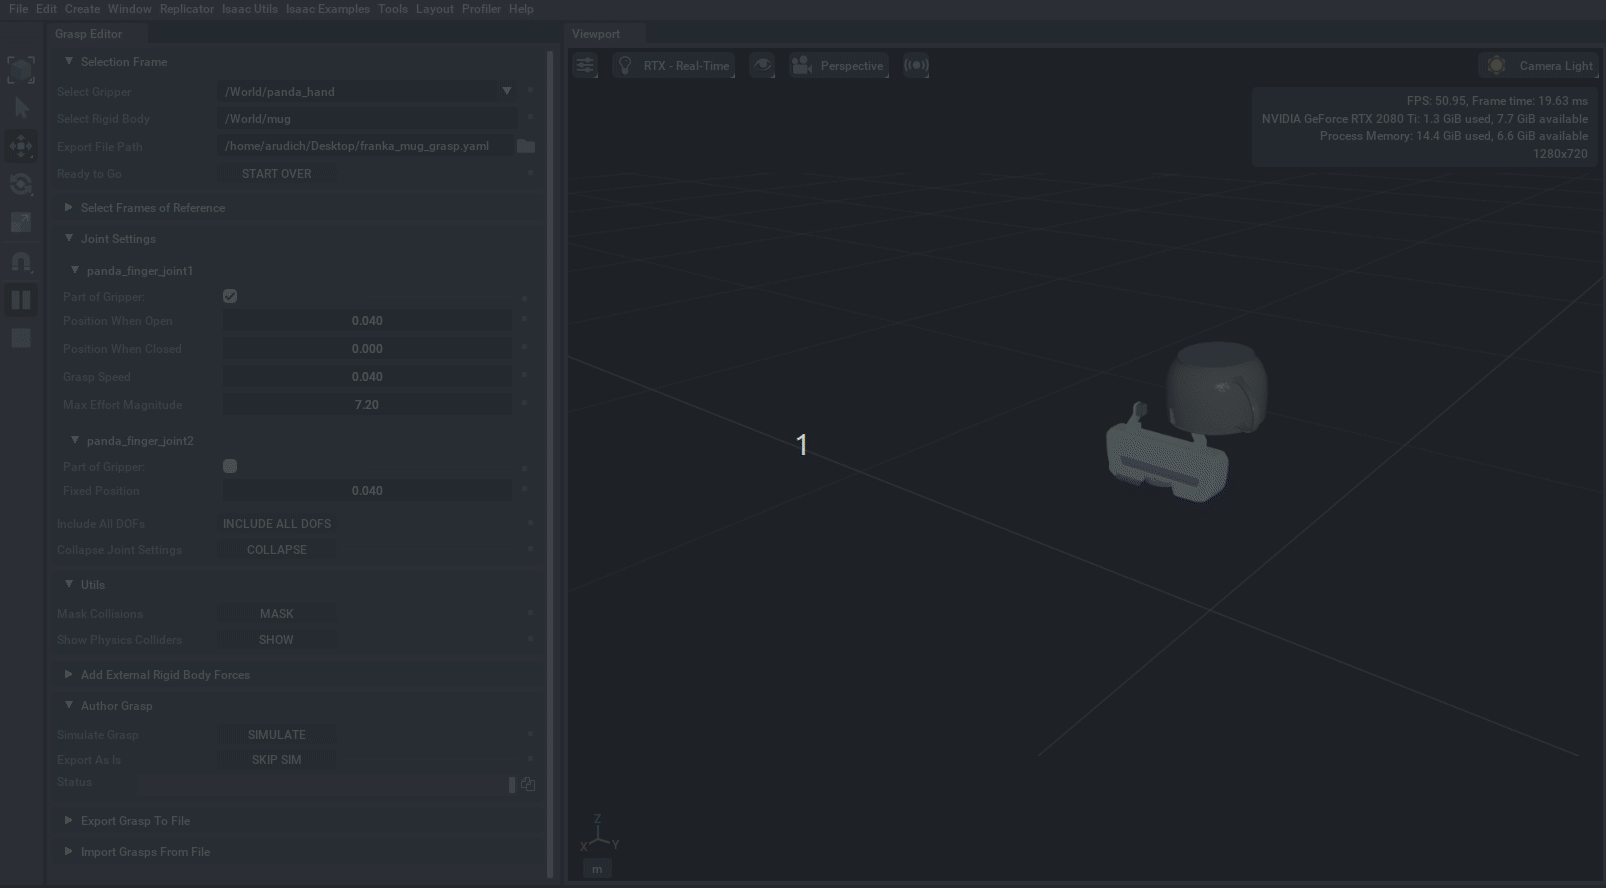 File Edit Create Window Replicator Isaac Utils Isaac Examples Tools Layout Profiler Help
Grasp Editor
Selection Frame
Select Gripper /World/panda_hand
Select Rigid Body /World/mug
Export File Path /home/arudich/Desktop/franka_mug_grasp.yaml
Ready to Go START OVER
Select Frames of Reference
Joint Settings
panda_finger_joint1
Part of Gripper:
Position When Open 0.040
Position When Closed 0.000
Grasp Speed 0.040
Max Effort Magnitude 7.20
panda_finger_joint2
Part of Gripper:
Fixed Position 0.040
Include All DOFs INCLUDE ALL DOFS
Collapse Joint Settings COLLAPSE
Utils
Mask Collisions MASK
Show Physics Colliders SHOW
Add External Rigid Body Forces
Author Grasp
Simulate Grasp SIMULATE
Export As Is SKIP SIM
Status
Export Grasp To File
Import Grasps From File
Viewport
RTX - Real-Time Perspective Camera Light
FPS: 50.95, Frame time: 19.63 ms
NVIDIA GeForce RTX 2080 Ti: 1.3 GiB used, 7.7 GiB available
Process Memory: 14.4 GiB used, 6.6 GiB available
1280x720
1
Z
X Y
m